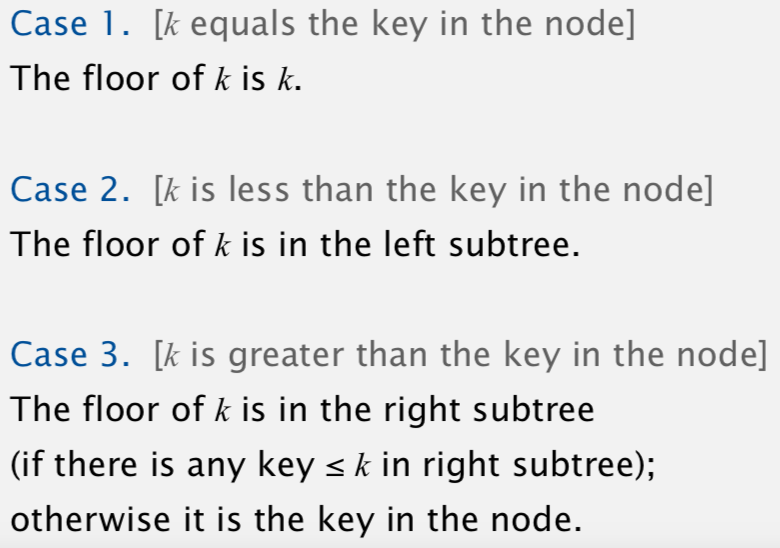 Case 1. [k equals the key in the node]
The floor of k is k.
Case 2. [k is less than the key in the node]
The floor of k is in the left subtree.
Case 3. [k is greater than the key in the node]
The floor of k is in the right subtree
(if there is any key ≤ k in right subtree);
otherwise it is the key in the node.